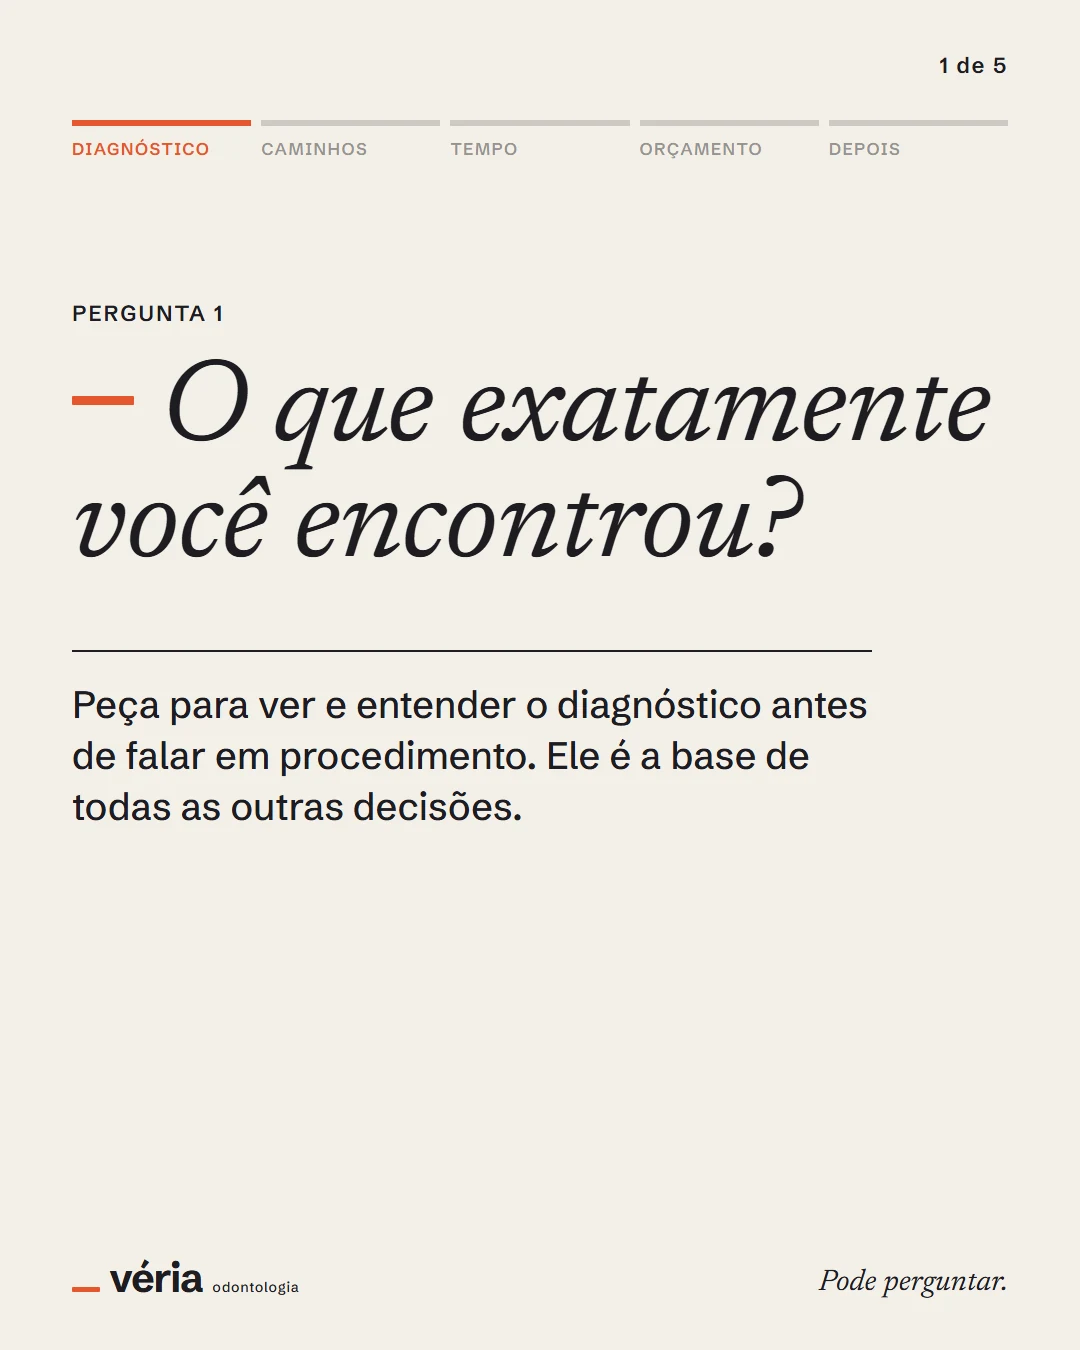 1 de 5
DIAGNÓSTICO CAMINHOS TEMPO ORÇAMENTO DEPOIS
PERGUNTA 1
— O que exatamente
você encontrou?
Peça para ver e entender o diagnóstico antes
de falar em procedimento. Ele é a base de
todas as outras decisões.
véria odontologia
Pode perguntar.